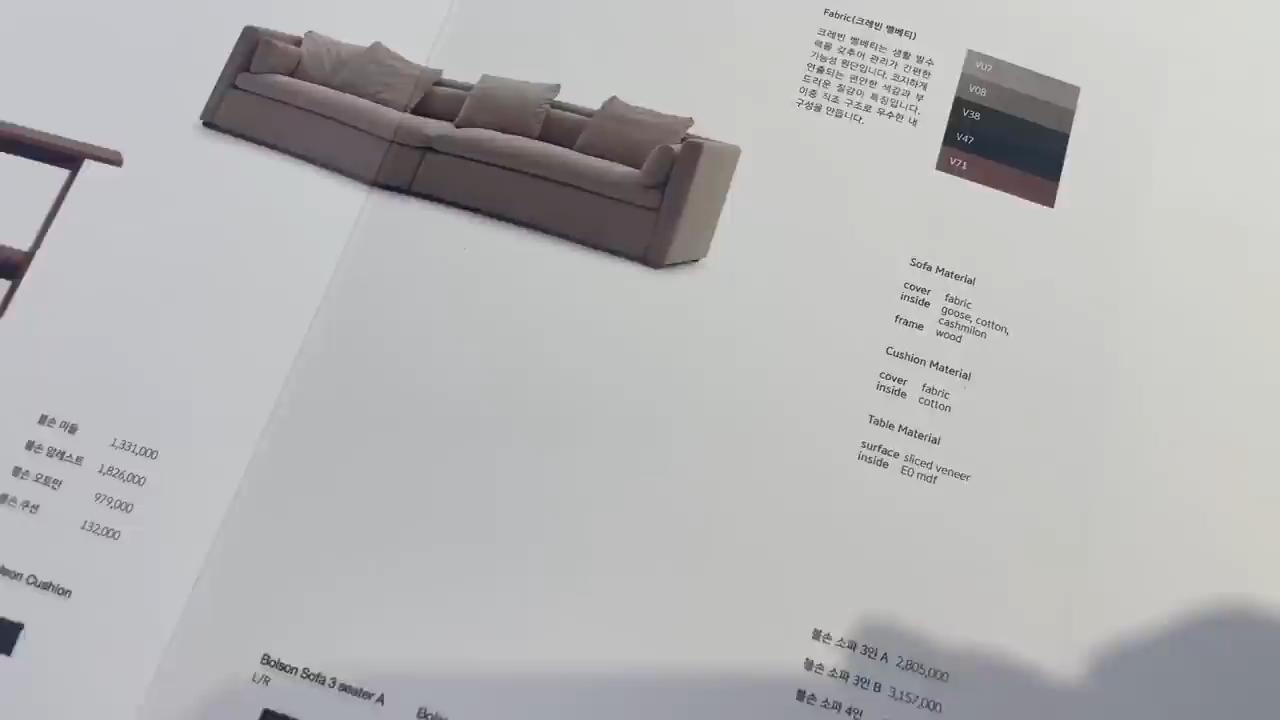 Fabric(크레빈 벨베티)
크레빈 벨베티는 생활 발수
력을 갖추어 관리가 간편한
기능성 원단입니다. 코지하게
연출되는 편안한 색감과 부
드러운 질감이 특징입니다.
이중 직조 구조로 우수한 내
구성을 만듭니다.
V07
V08
V38
V47
V71
Sofa Material
cover fabric
inside goose, cotton,
cashmilon
frame wood
Cushion Material
cover fabric
inside cotton
Table Material
surface sliced veneer
inside E0 mdf
볼손 미들 1,331,000
볼손 암레스트 1,826,000
볼손 오토만 979,000
볼손 쿠션 132,000
Cushion
Bolson Sofa 3 seater A
L/R
볼손 소파 3인 A 2,805,000
볼손 소파 3인 B 3,157,000
볼손 소파 4인